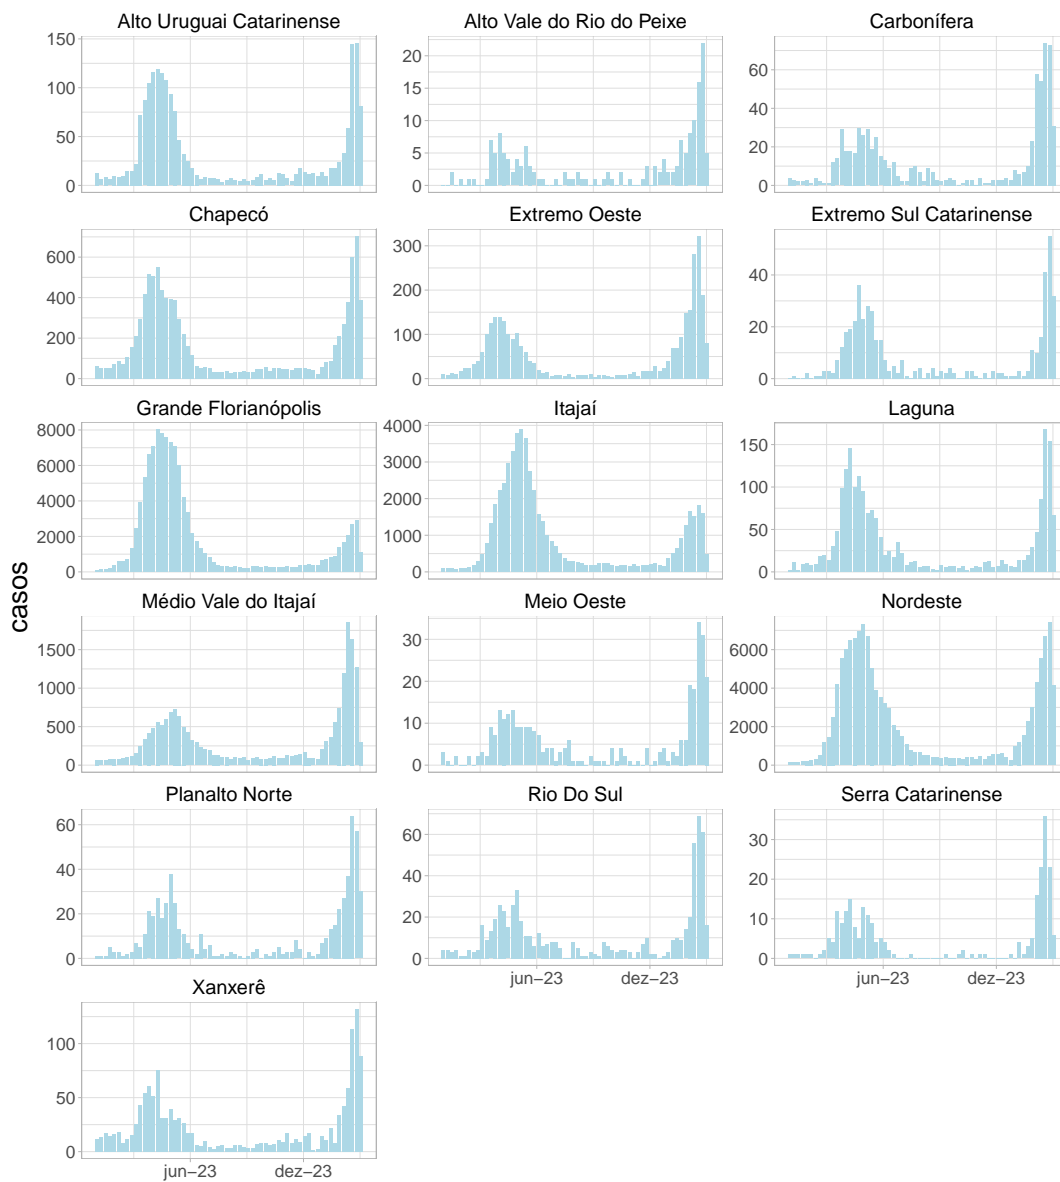 Alto Uruguai Catarinense
Alto Vale do Rio do Peixe
Carbonífera
150
100
50
0
20
15
10
5
0
60
40
20
0
Chapecó
Extremo Oeste
Extremo Sul Catarinense
600
400
200
0
300
200
100
0
40
20
0
Grande Florianópolis
Itajaí
Laguna
8000
6000
4000
2000
0
4000
3000
2000
1000
0
150
100
50
0
casos
Médio Vale do Itajaí
Meio Oeste
Nordeste
1500
1000
500
0
30
20
10
0
6000
4000
2000
0
Planalto Norte
Rio Do Sul
Serra Catarinense
60
40
20
0
60
40
20
0
30
20
10
0
jun−23
dez−23
jun−23
dez−23
Xanxerê
100
50
0
jun−23
dez−23